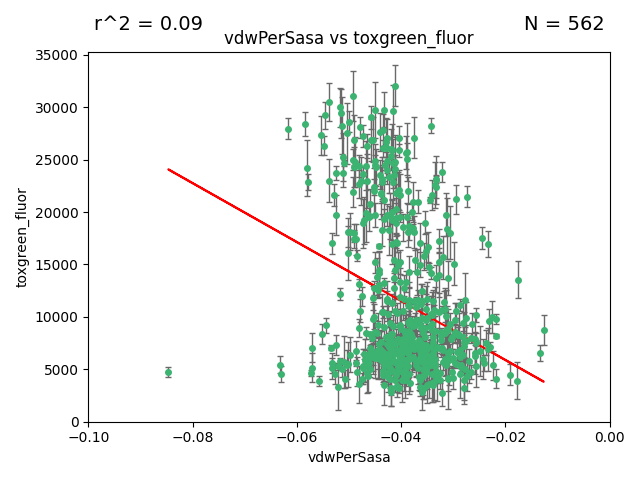 r^2 = 0.09
N = 562
vdwPerSasa vs toxgreen_fluor
35000
30000
25000
20000
15000
10000
5000
0
toxgreen_fluor
−0.10
−0.08
−0.06
−0.04
−0.02
0.00
vdwPerSasa